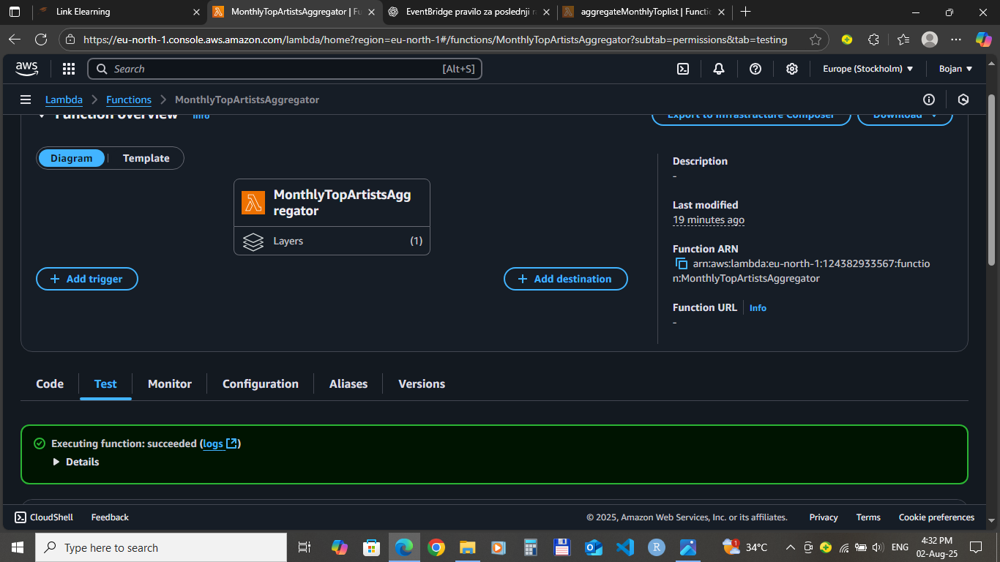 Link Elearning
MonthlyTopArtistsAggregator | Fu
EventBridge pravilo za poslednji ra
aggregateMonthlyToplist | Functio
https://eu-north-1.console.aws.amazon.com/lambda/home?region=eu-north-1#/functions/MonthlyTopArtistsAggregator?subtab=permissions&tab=testing
aws
Search
[Alt+S]
Europe (Stockholm)
Bojan
Lambda
Functions
MonthlyTopArtistsAggregator
Function overview
Info
Export to Infrastructure Composer
Download
Diagram
Template
MonthlyTopArtistsAgg
regator
Layers
(1)
Add trigger
Add destination
Description
-
Last modified
19 minutes ago
Function ARN
arn:aws:lambda:eu-north-1:124382933567:functio
n:MonthlyTopArtistsAggregator
Function URL
Info
-
Code
Test
Monitor
Configuration
Aliases
Versions
Executing function: succeeded (logs)
Details
CloudShell
Feedback
© 2025, Amazon Web Services, Inc. or its affiliates.
Privacy
Terms
Cookie preferences
Type here to search
R
1
34°C
ENG
4:32 PM
02-Aug-25